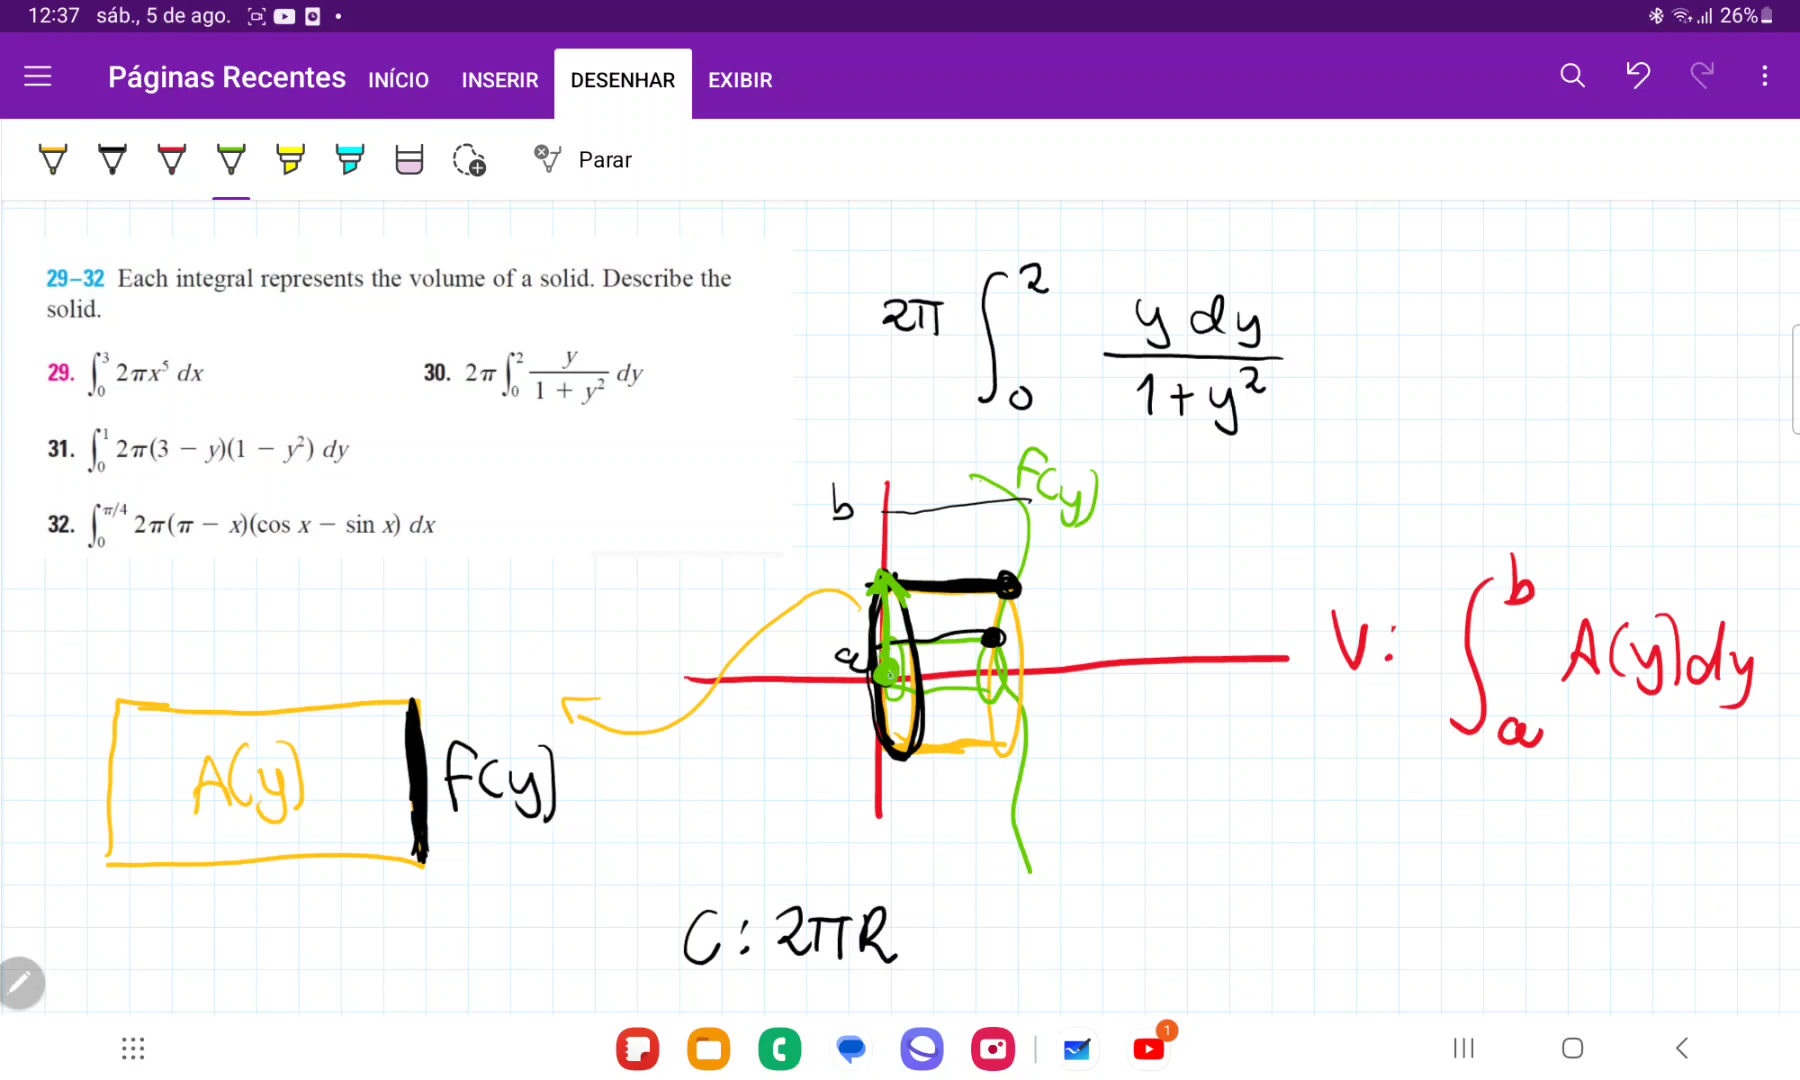 12:37 sáb., 5 de ago. 26%
Páginas Recentes INÍCIO INSERIR DESENHAR EXIBIR
Parar
29–32 Each integral represents the volume of a solid. Describe the
solid.
29. ∫₀³ 2πx⁵ dx 30. 2π ∫₀² y/(1 + y²) dy
31. ∫₀¹ 2π(3 − y)(1 − y²) dy
32. ∫₀^(π/4) 2π(π − x)(cos x − sin x) dx
2π ∫₀² y dy/(1+y²)
F(y)
b
a
V: ∫ₐᵇ A(y)dy
A(y) F(y)
C: 2πR
1